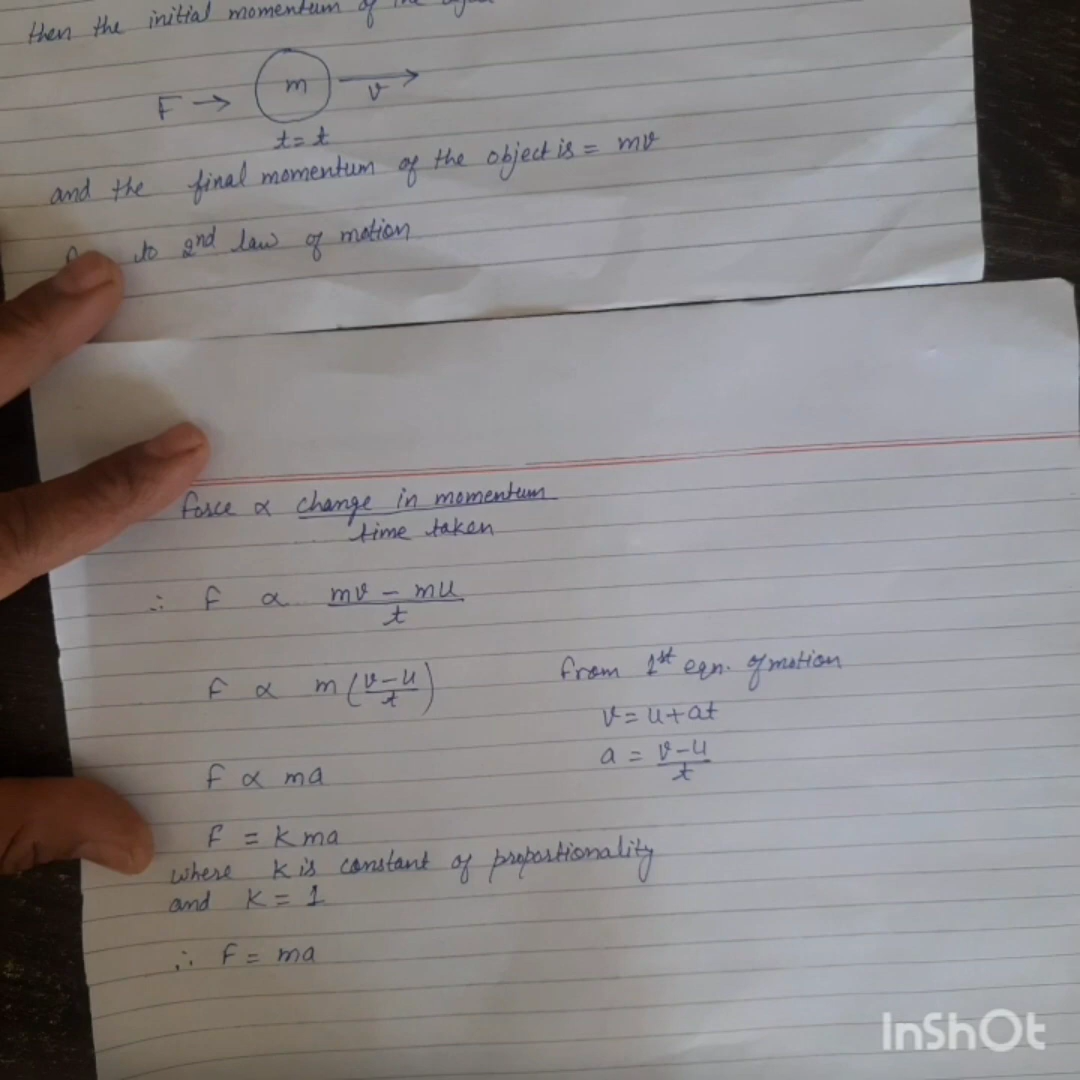 then the initial momentum of the
F → m → v
t = t
and the final momentum of the object is = mv
to 2nd law of motion
Force ∝ change in momentum
time taken
∴ F ∝ mv - mu
t
F ∝ m (v-u
t)
From 1st eqn. of motion
v = u + at
a = v-u
t
F ∝ ma
F = K ma
where K is constant of proportionality
and K = 1
∴ F = ma
InShOt